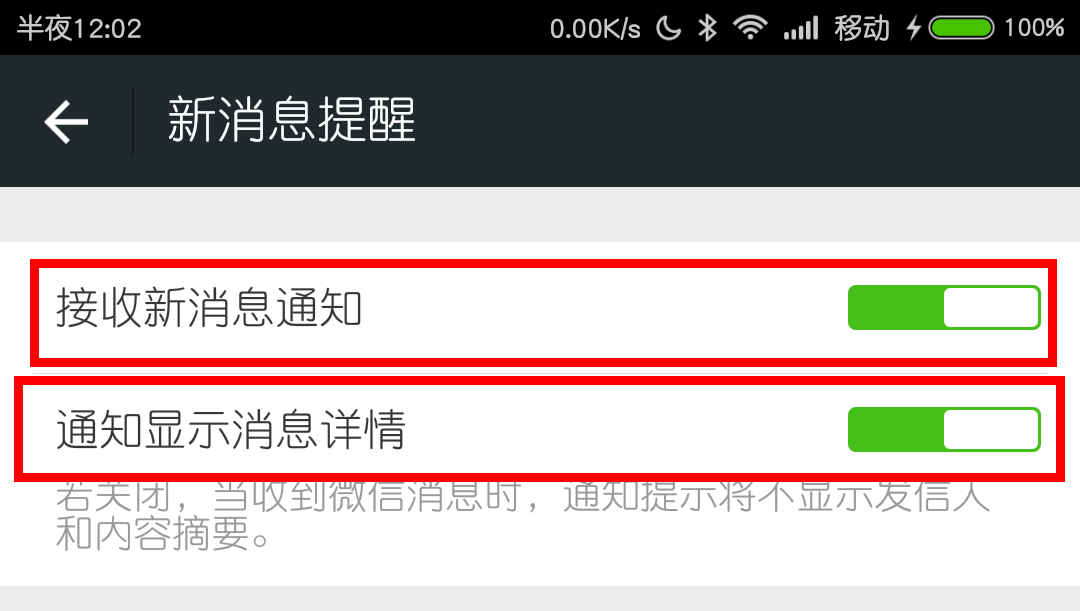 半夜12:02 0.00K/s 移动 100%
新消息提醒
接收新消息通知
通知显示消息详情
若关闭，当收到微信消息时，通知提示将不显示发信人
和内容摘要。